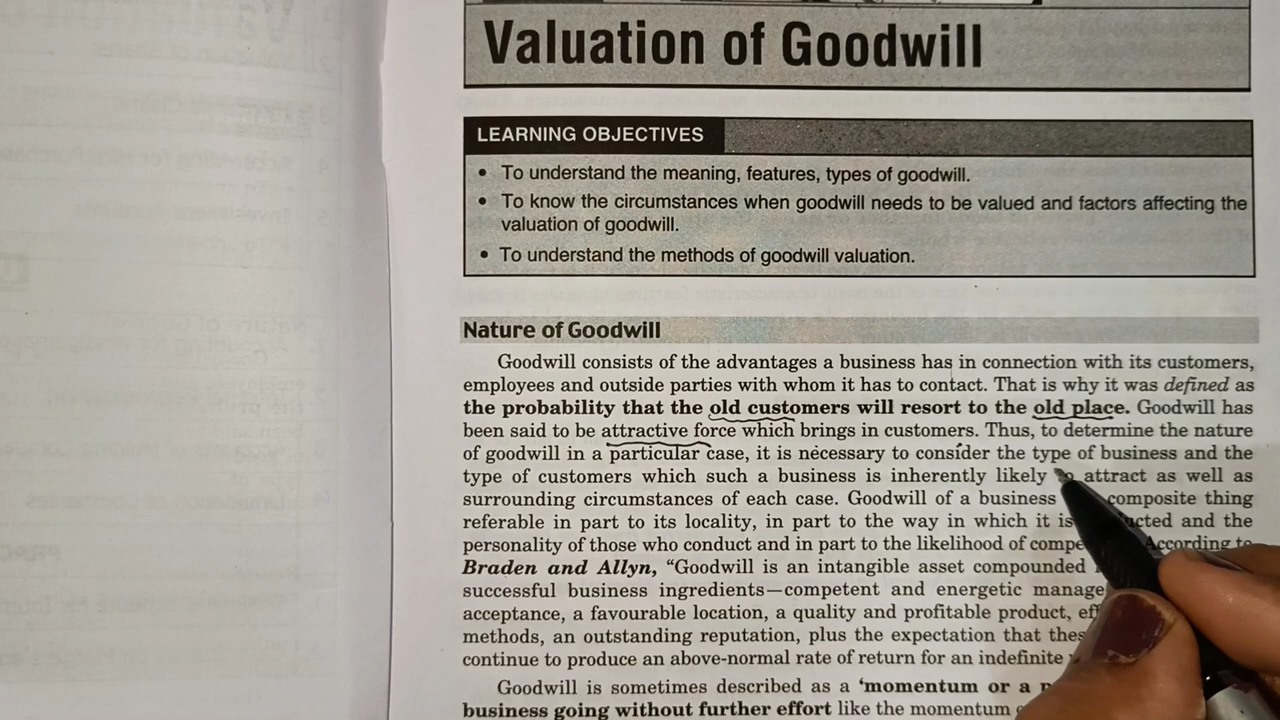 Valuation of Goodwill
LEARNING OBJECTIVES
• To understand the meaning, features, types of goodwill.
• To know the circumstances when goodwill needs to be valued and factors affecting the
valuation of goodwill.
• To understand the methods of goodwill valuation.
Nature of Goodwill
Goodwill consists of the advantages a business has in connection with its customers,
employees and outside parties with whom it has to contact. That is why it was defined as
the probability that the old customers will resort to the old place. Goodwill has
been said to be attractive force which brings in customers. Thus, to determine the nature
of goodwill in a particular case, it is necessary to consider the type of business and the
type of customers which such a business is inherently likely attract as well as
surrounding circumstances of each case. Goodwill of a business composite thing
referable in part to its locality, in part to the way in which it is and the
personality of those who conduct and in part to the likelihood of According to
Braden and Allyn, “Goodwill is an intangible asset compounded
successful business ingredients—competent and energetic
acceptance, a favourable location, a quality and profitable product,
methods, an outstanding reputation, plus the expectation that
continue to produce an above-normal rate of return for an indefinite
Goodwill is sometimes described as a ‘momentum or a
business going without further effort like the momentum